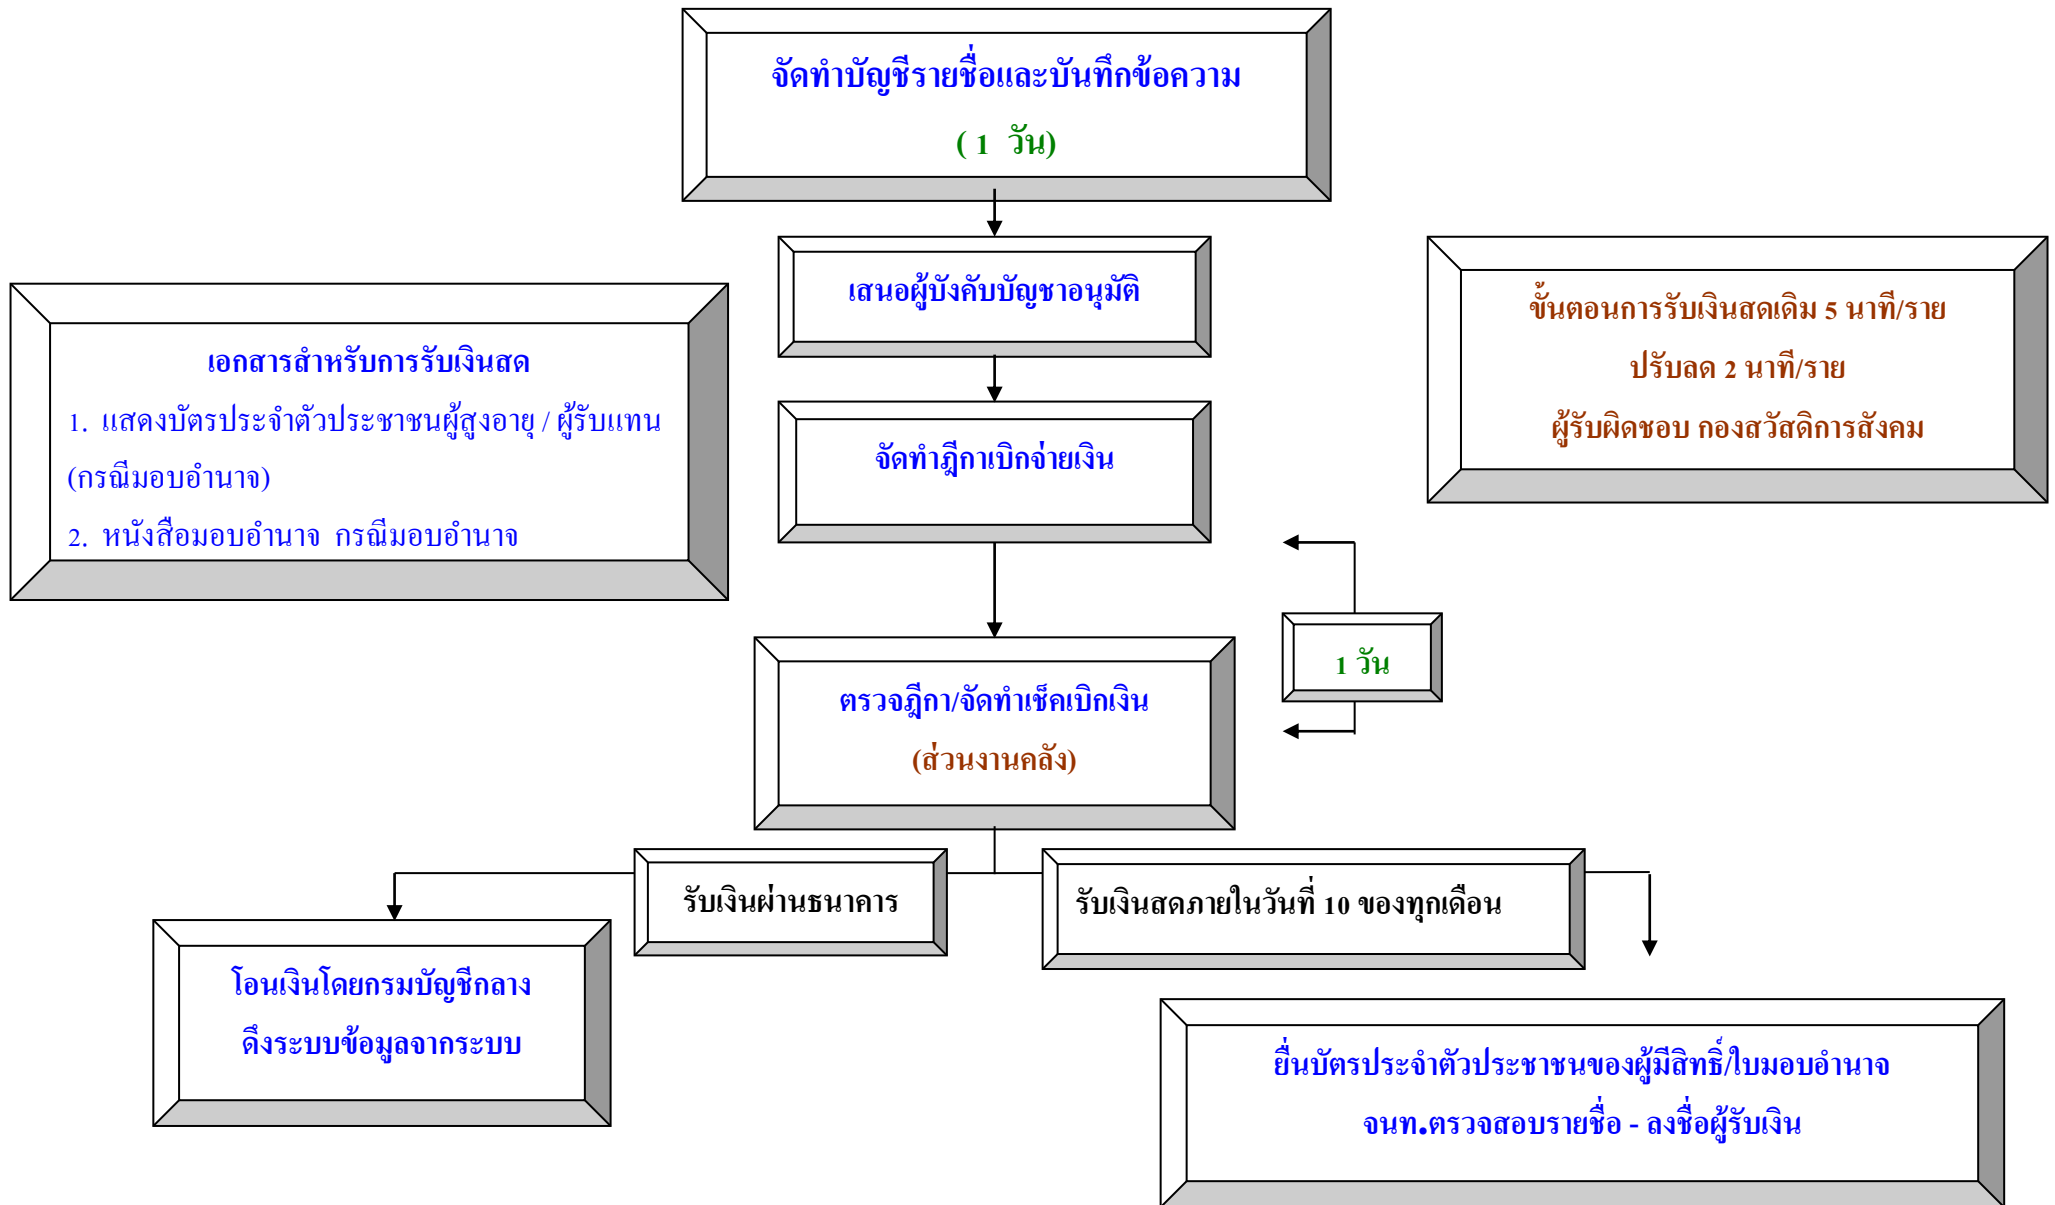 จัดทำบัญชีรายชื่อและบันทึกข้อความ
( 1 วัน)
เสนอผู้บังคับบัญชาอนุมัติ
ขั้นตอนการรับเงินสดเดิม 5 นาที/ราย
ปรับลด 2 นาที/ราย
ผู้รับผิดชอบ กองสวัสดิการสังคม
เอกสารสำหรับการรับเงินสด
1. แสดงบัตรประจำตัวประชาชนผู้สูงอายุ / ผู้รับแทน
(กรณีมอบอำนาจ)
2. หนังสือมอบอำนาจ กรณีมอบอำนาจ
จัดทำฎีกาเบิกจ่ายเงิน
1 วัน
ตรวจฎีกา/จัดทำเช็คเบิกเงิน
(ส่วนงานคลัง)
รับเงินผ่านธนาคาร
รับเงินสดภายในวันที่ 10 ของทุกเดือน
โอนเงินโดยกรมบัญชีกลาง
ดึงระบบข้อมูลจากระบบ
ยื่นบัตรประจำตัวประชาชนของผู้มีสิทธิ์/ใบมอบอำนาจ
จนท.ตรวจสอบรายชื่อ - ลงชื่อผู้รับเงิน